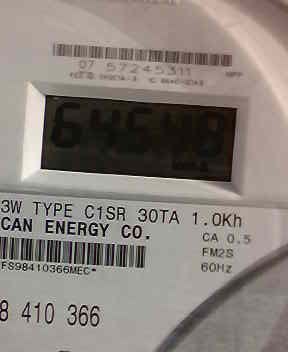 07 57245311
64648
3W TYPE C1SR 30TA 1.0Kh
CAN ENERGY CO.
CA 0.5
FM2S
60Hz
FS98410366MEC*
8 410 366